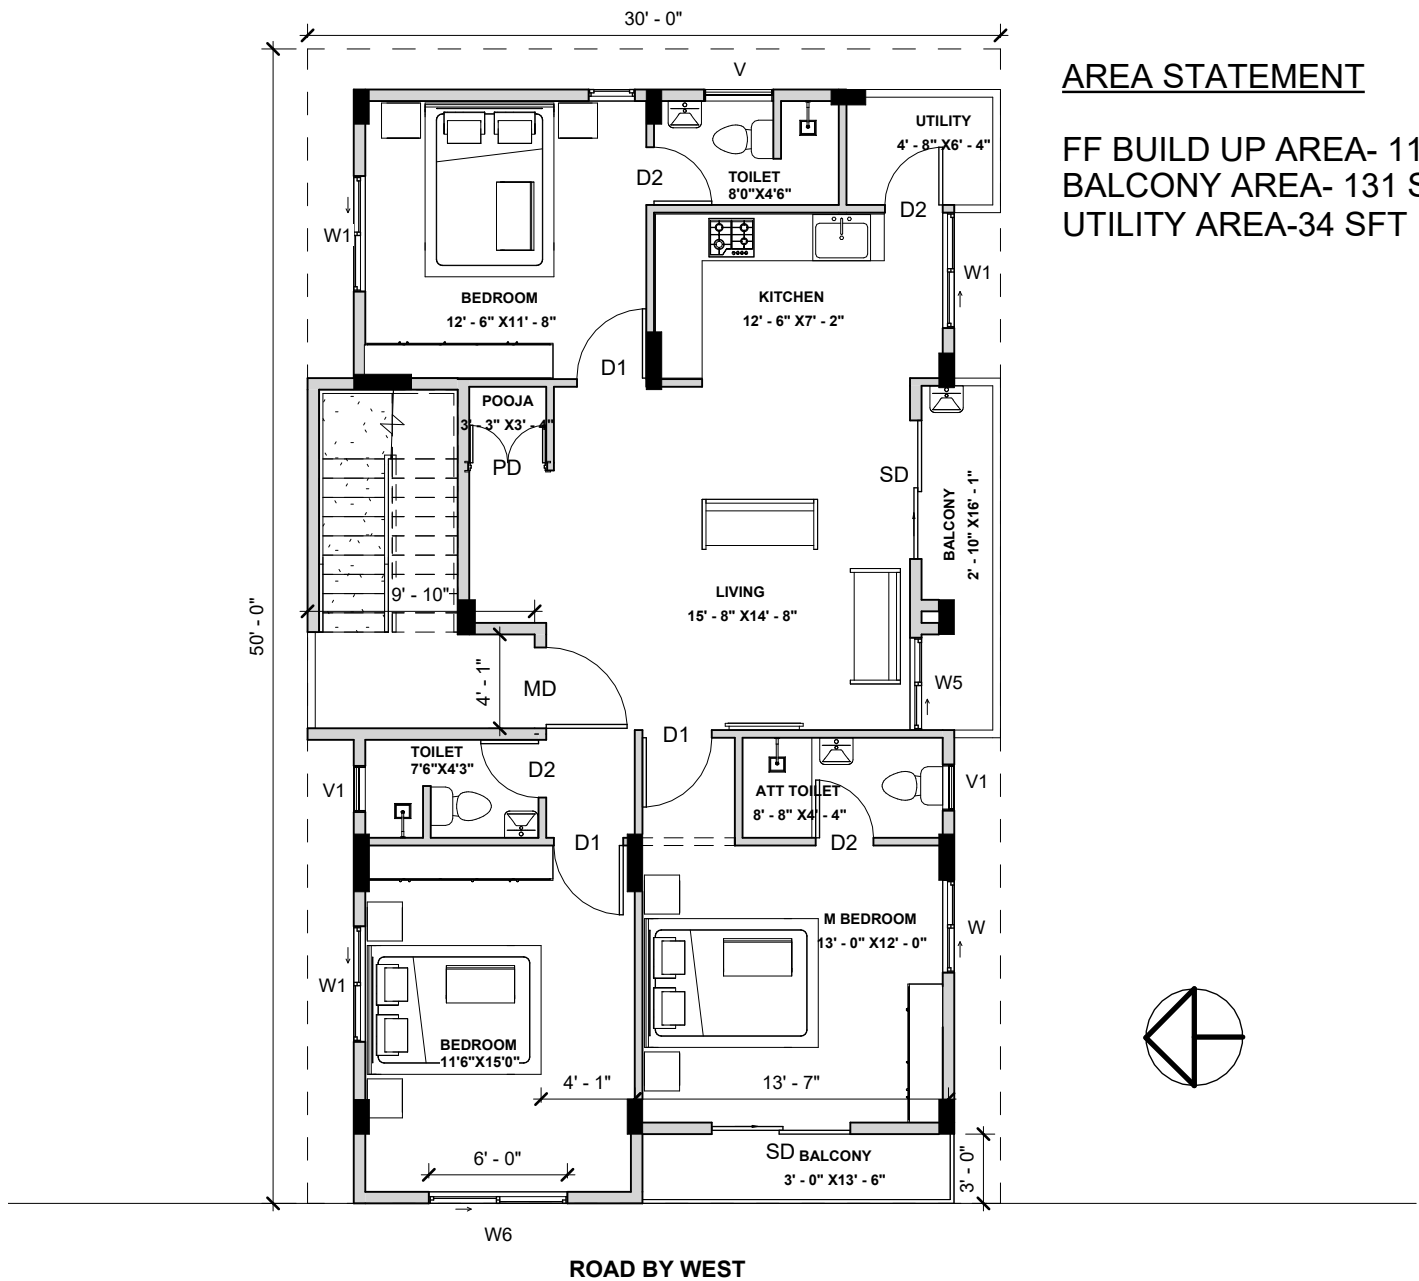 30' - 0"
AREA STATEMENT
FF BUILD UP AREA- 11
BALCONY AREA- 131 S
UTILITY AREA-34 SFT
V
UTILITY
4' - 8" X6' - 4"
D2
TOILET
8'0"X4'6"
D2
W1
W1
BEDROOM
12' - 6" X11' - 8"
KITCHEN
12' - 6" X7' - 2"
D1
POOJA
3' - 3" X3' - 4"
PD
SD
BALCONY
2' - 10" X16' - 1"
9' - 10"
LIVING
15' - 8" X14' - 8"
50' - 0"
4' - 1"
MD
W5
D1
TOILET
7'6"X4'3"
D2
V1
ATT TOILET
8' - 8" X4' - 4"
V1
D1
D2
M BEDROOM
13' - 0" X12' - 0"
W
W1
BEDROOM
11'6"X15'0"
4' - 1"
13' - 7"
6' - 0"
SD
BALCONY
3' - 0" X13' - 6"
3' - 0"
W6
ROAD BY WEST